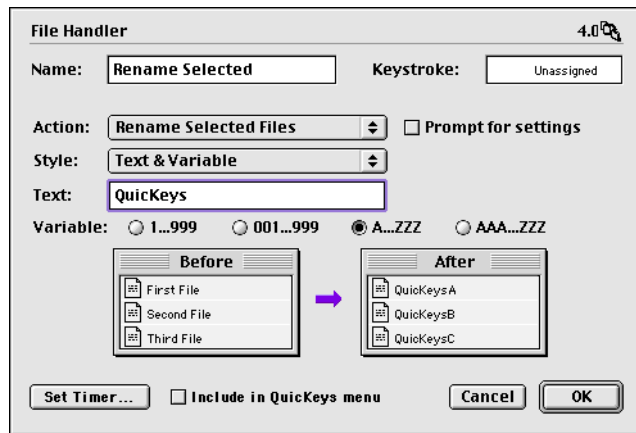 File Handler 4.0
Name: Rename Selected Keystroke: Unassigned
Action: Rename Selected Files Prompt for settings
Style: Text & Variable
Text: QuicKeys
Variable: 1...999 001...999 A...ZZZ AAA...ZZZ
Before After
First File QuicKeysA
Second File QuicKeysB
Third File QuicKeysC
Set Timer... Include in QuicKeys menu Cancel OK